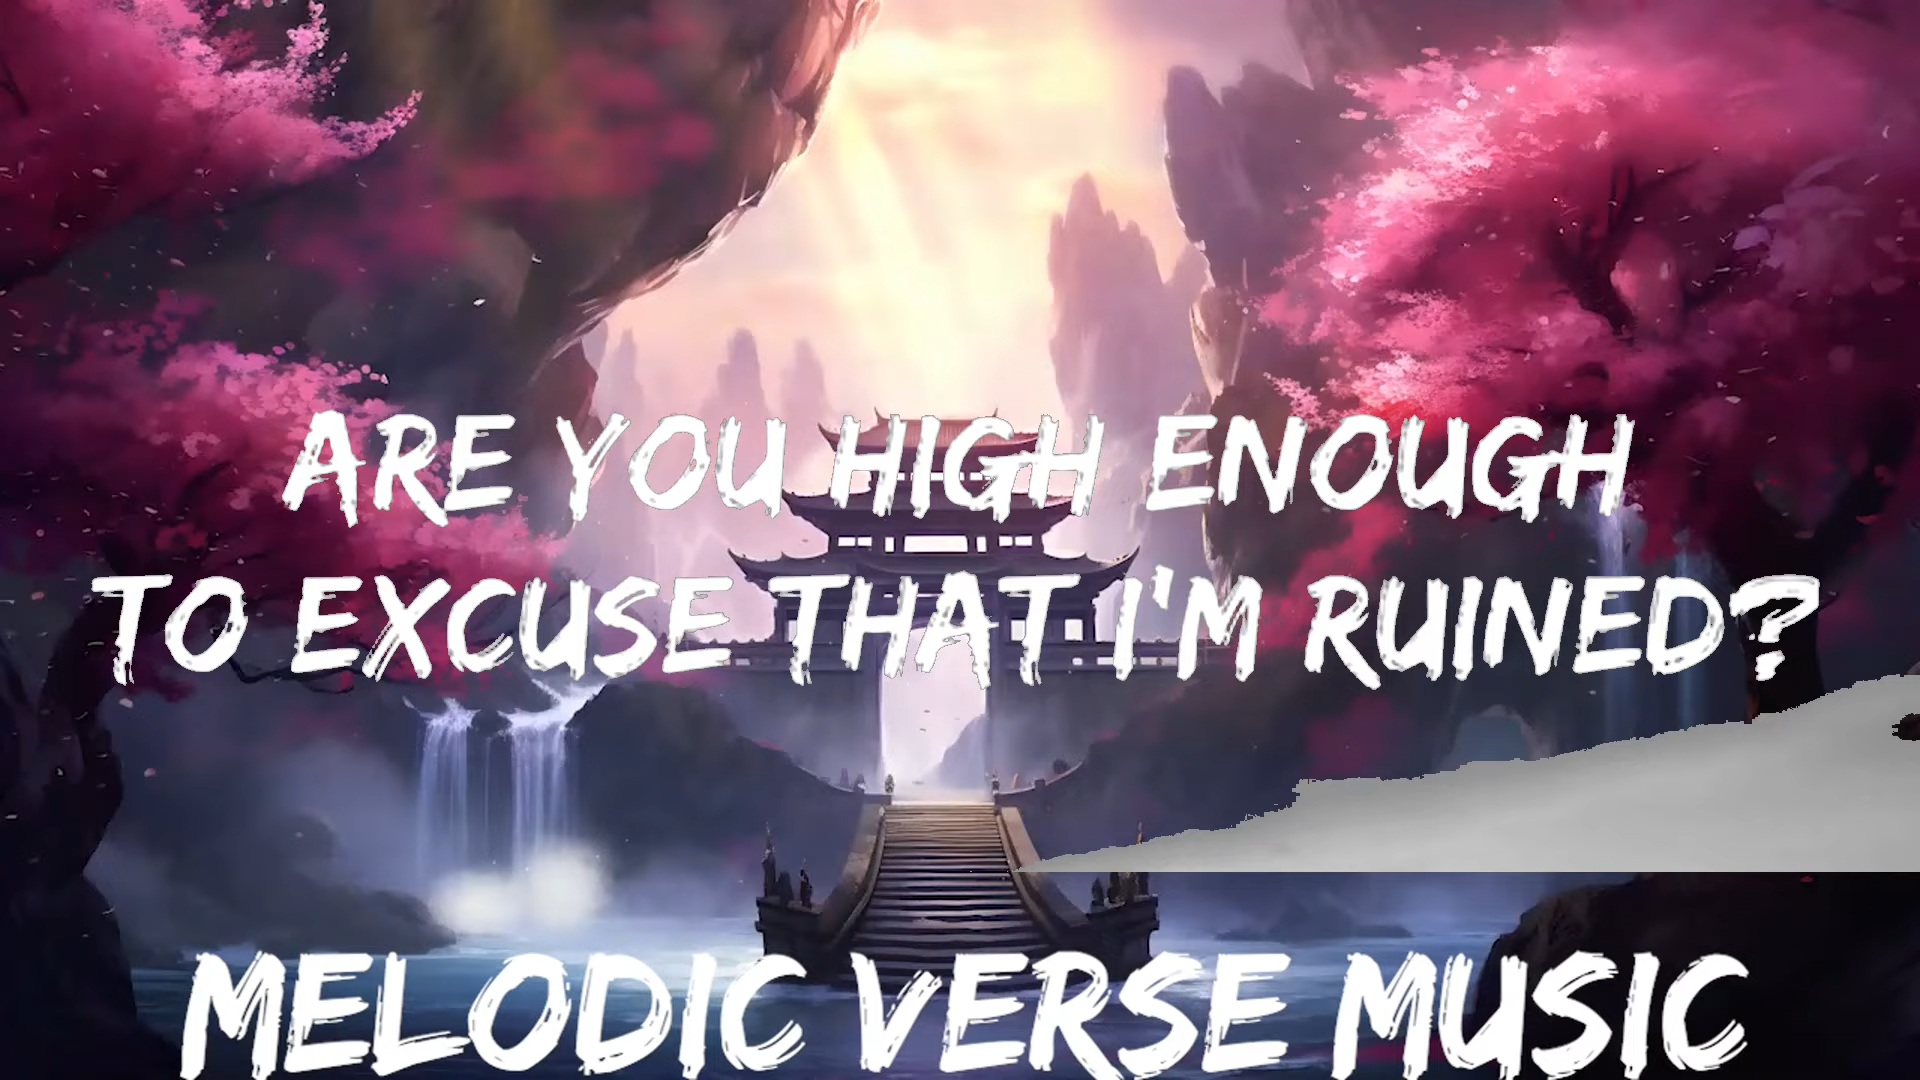 ARE YOU HIGH ENOUGH
TO EXCUSE THAT I'M RUINED?
MELODIC VERSE MUSIC